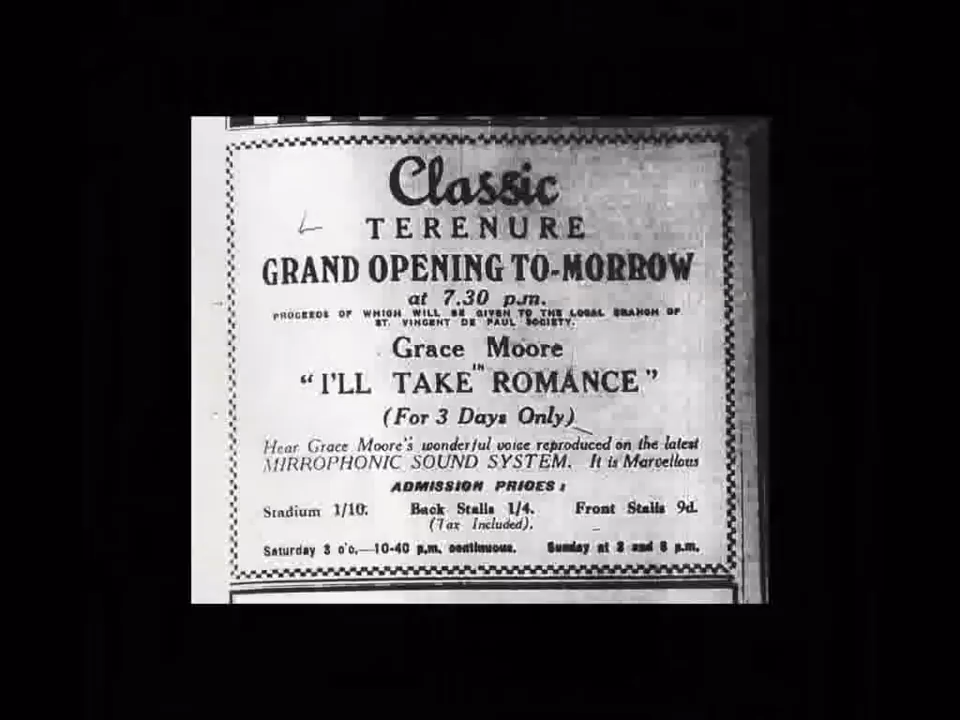 Classic
TERENURE
GRAND OPENING TO-MORROW
at 7.30 p.m.
PROCEEDS OF WHICH WILL BE GIVEN TO THE LOCAL BRANCH OF
ST. VINCENT DE PAUL SOCIETY.
Grace Moore
IN
"I'LL TAKE ROMANCE"
(For 3 Days Only)
Hear Grace Moore's wonderful voice reproduced on the latest
MIRROPHONIC SOUND SYSTEM. It is Marvellous
ADMISSION PRICES:
Stadium 1/10. Back Stalls 1/4. Front Stalls 9d.
(Tax Included).
Saturday 3 o'c.—10-40 p.m. continuous. Sunday at 3 and 8 p.m.